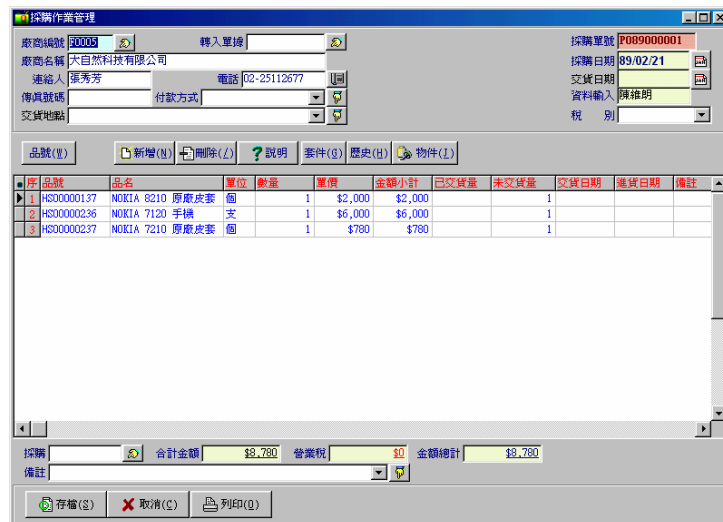 採購作業管理
廠商編號 F0005 轉入單據 採購單號 P089000001
廠商名稱 大自然科技有限公司 採購日期 89/02/21
連絡人 張秀芳 電話 02-25112677 交貨日期
傳真號碼 付款方式 資料輸入 陳維朗
交貨地點 稅 別
品號(W) 新增(N) 刪除(/) 說明 套件(G) 歷史(H) 物件(I)
序 品號 品名 單位 數量 單價 金額小計 已交貨量 未交貨量 交貨日期 進貨日期 備註
1 HS00000137 NOKIA 8210 原廠皮套 個 1 $2,000 $2,000 1
2 HS00000236 NOKIA 7120 手機 支 1 $6,000 $6,000 1
3 HS00000237 NOKIA 7210 原廠皮套 個 1 $780 $780 1
採購 合計金額 $8,780 營業稅 $0 金額總計 $8,780
備註
存檔(S) 取消(C) 列印(O)